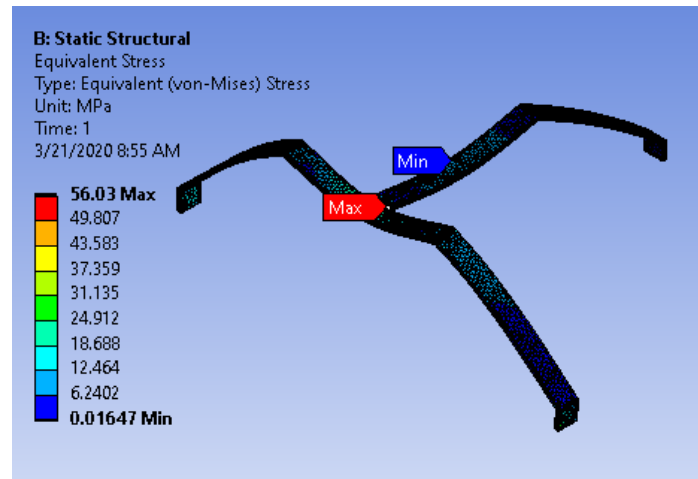 B: Static Structural
Equivalent Stress
Type: Equivalent (von-Mises) Stress
Unit: MPa
Time: 1
3/21/2020 8:55 AM
56.03 Max
49.807
43.583
37.359
31.135
24.912
18.688
12.464
6.2402
0.01647 Min
Min
Max